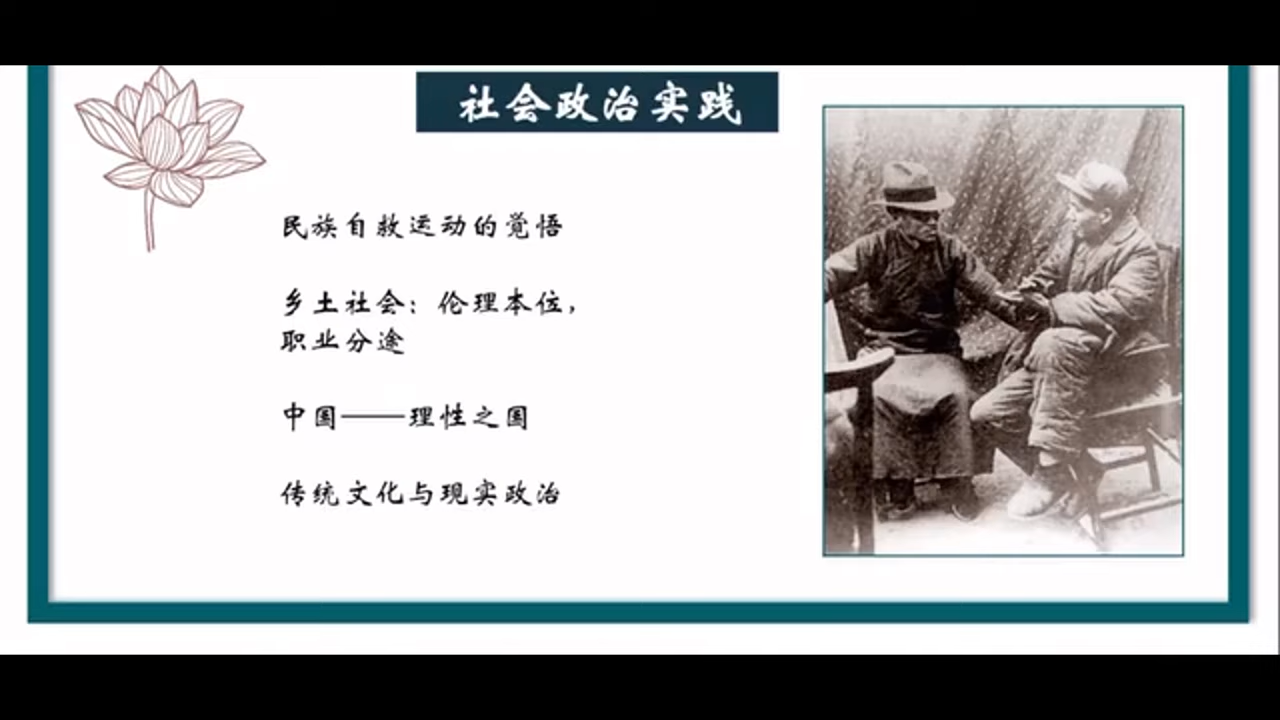 社会政治实践
民族自救运动的觉悟
乡土社会：伦理本位，
职业分途
中国——理性之国
传统文化与现实政治